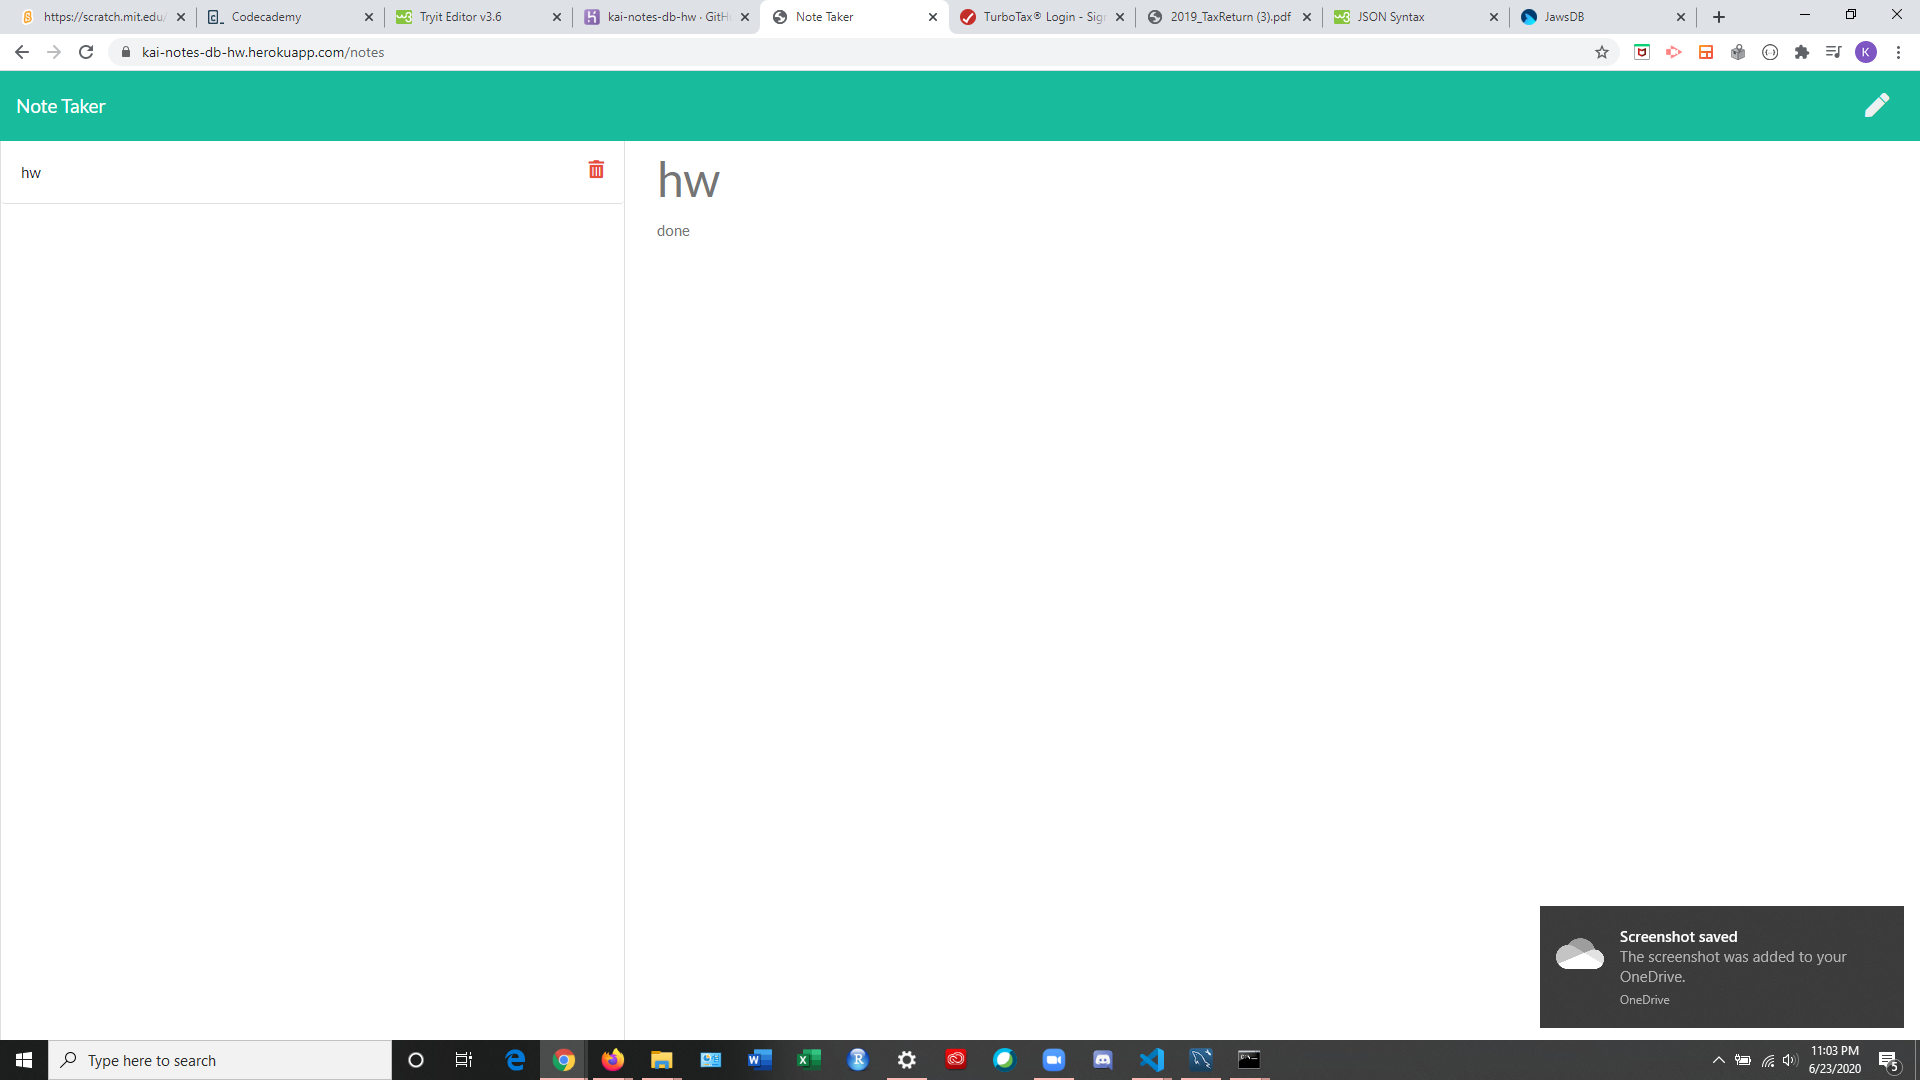 https://scratch.mit.edu/
Codecademy
Tryit Editor v3.6
kai-notes-db-hw · GitH
Note Taker
TurboTax® Login - Sig
2019_TaxReturn (3).pdf
JSON Syntax
JawsDB
kai-notes-db-hw.herokuapp.com/notes
K
Note Taker
hw
hw
done
Screenshot saved
The screenshot was added to your
OneDrive.
OneDrive
Type here to search
11:03 PM
6/23/2020
5